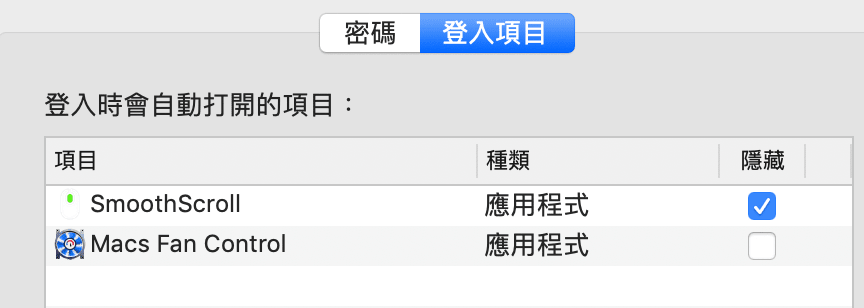 密碼 登入項目
登入時會自動打開的項目：
項目 種類 隱藏
SmoothScroll 應用程式
Macs Fan Control 應用程式